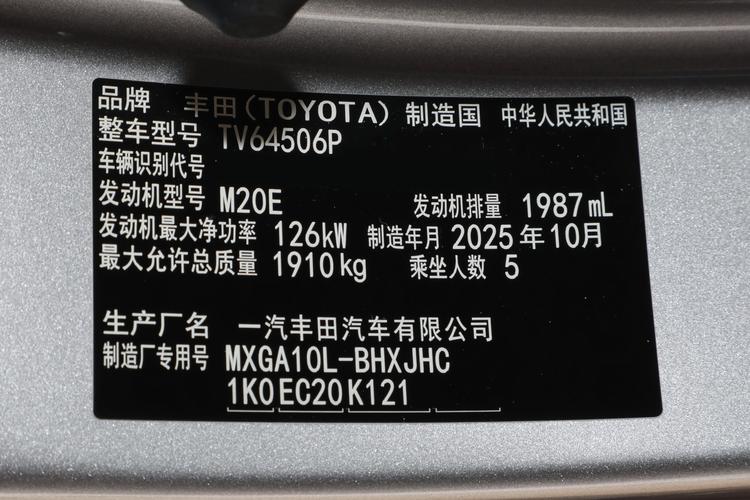 品牌 丰田(TOYOTA) 制造国 中华人民共和国
整车型号 TV64506P
车辆识别代号
发动机型号 M20E 发动机排量 1987mL
发动机最大净功率 126kW 制造年月 2025年10月
最大允许总质量 1910kg 乘坐人数 5
生产厂名 一汽丰田汽车有限公司
制造厂专用号 MXGA10L-BHXJHC
1K0EC20K121